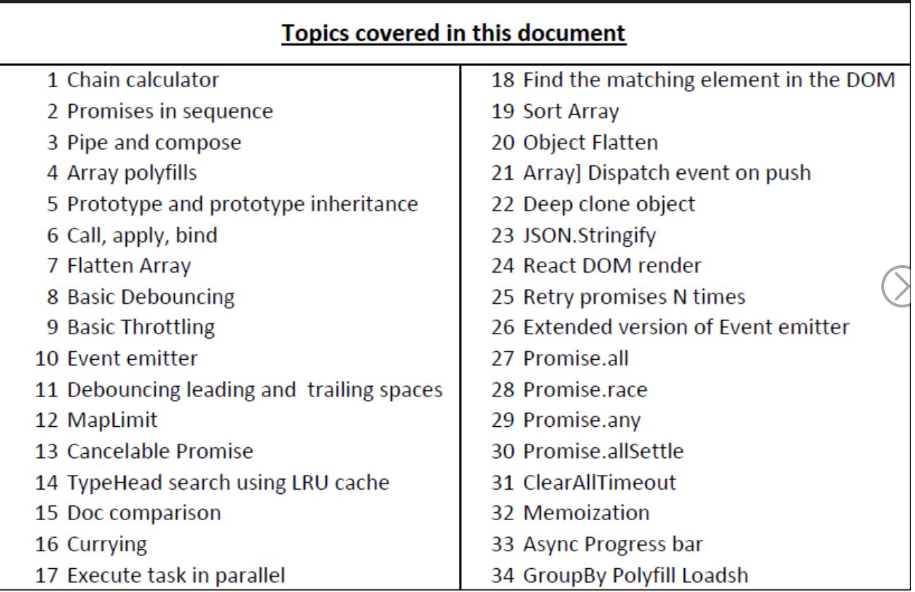 Topics covered in this document
1 Chain calculator
2 Promises in sequence
3 Pipe and compose
4 Array polyfills
5 Prototype and prototype inheritance
6 Call, apply, bind
7 Flatten Array
8 Basic Debouncing
9 Basic Throttling
10 Event emitter
11 Debouncing leading and  trailing spaces
12 MapLimit
13 Cancelable Promise
14 TypeHead search using LRU cache
15 Doc comparison
16 Currying
17 Execute task in parallel
18 Find the matching element in the DOM
19 Sort Array
20 Object Flatten
21 Array] Dispatch event on push
22 Deep clone object
23 JSON.Stringify
24 React DOM render
25 Retry promises N times
26 Extended version of Event emitter
27 Promise.all
28 Promise.race
29 Promise.any
30 Promise.allSettle
31 ClearAllTimeout
32 Memoization
33 Async Progress bar
34 GroupBy Polyfill Loadsh